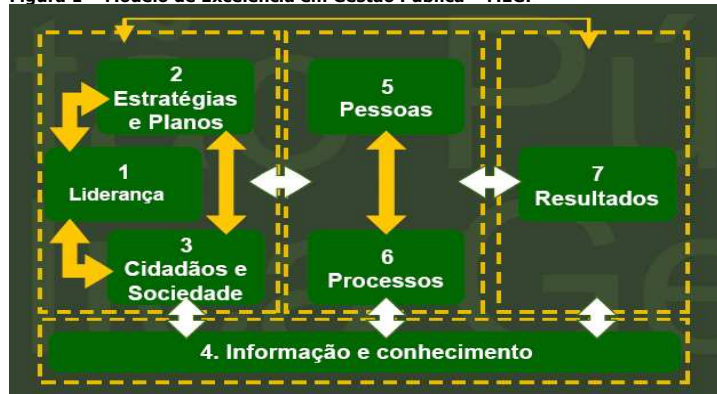 2
Estratégias
e Planos
1
Liderança
3
Cidadãos e
Sociedade
5
Pessoas
6
Processos
7
Resultados
4. Informação e conhecimento